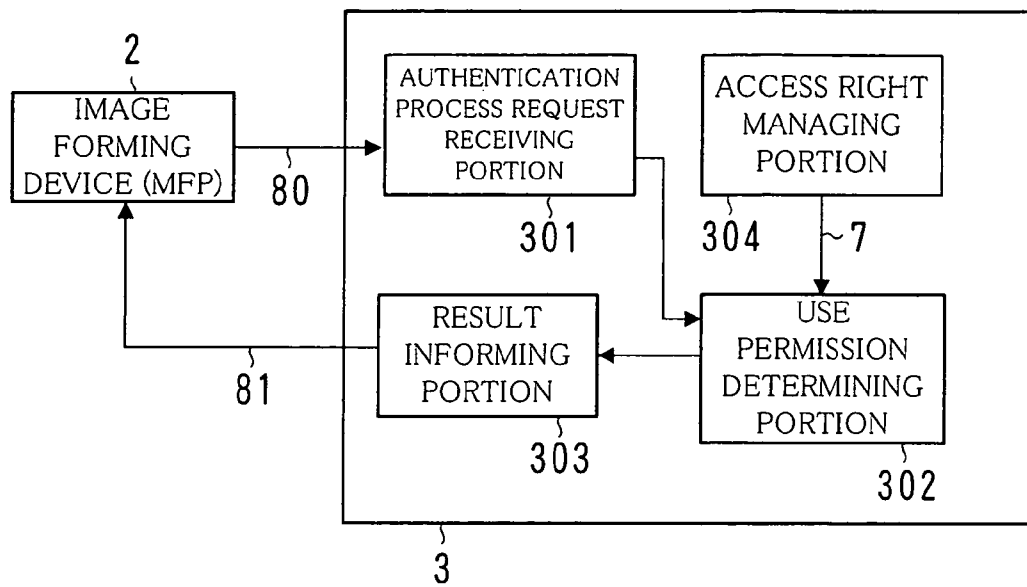 2
IMAGE
FORMING
DEVICE (MFP)
80
AUTHENTICATION
PROCESS REQUEST
RECEIVING
PORTION
301
ACCESS RIGHT
MANAGING
PORTION
304
7
RESULT
INFORMING
PORTION
303
USE
PERMISSION
DETERMINING
PORTION
302
81
3